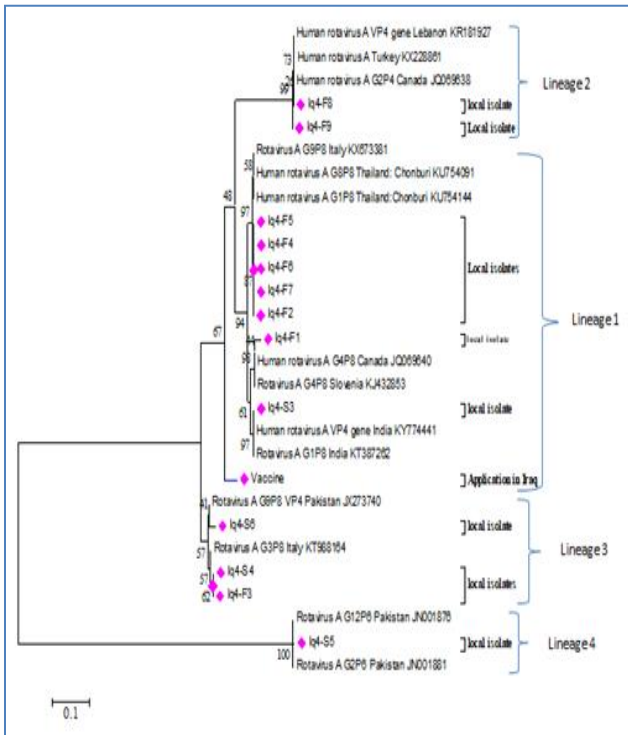 Human rotavirus A VP4 gene Lebanon KR181927
73
Human rotavirus A Turkey KX228861
Human rotavirus A G2P4 Canada JQ069638
99
Iq4-F8
local isolate
Iq4-F9
Local isolate
Lineage 2
Rotavirus A G9P8 Italy KX673381
58
Human rotavirus A G8P8 Thailand: Chonburi KU754091
Human rotavirus A G1P8 Thailand:Chonburi KU754144
48
97
Iq4-F5
Iq4-F4
Iq4-F6
Local isolates
Iq4-F7
Iq4-F2
Lineage 1
94
67
Iq4-F1
local isolate
Human rotavirus A G4P8 Canada JQ069640
Rotavirus A G4P8 Slovenia KJ432853
Iq4-S3
local isolate
61
Human rotavirus A VP4 gene India KY774441
97
Rotavirus A G1P8 India KT387262
Vaccine
Application in Iraq
41
Rotavirus A G9P8 VP4 Pakistan JX273740
Iq4-S6
local isolate
57
Rotavirus A G3P8 Italy KT988164
Lineage 3
57
Iq4-S4
local isolates
62
Iq4-F3
Rotavirus A G12P6 Pakistan JN001876
Iq4-S5
local isolate
Lineage 4
100
Rotavirus A G2P6 Pakistan JN001881
0.1